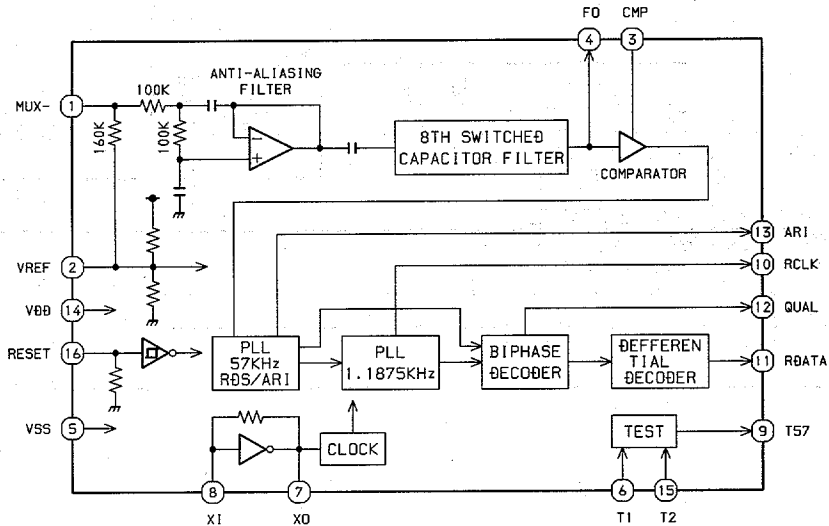 FO CMP
4 3
ANTI-ALIASING
FILTER
100K
MUX- 1
160K
100K
8TH SWITCHED
CAPACITOR FILTER
COMPARATOR
13 ARI
VREF 2
10 RCLK
VDD 14
12 QUAL
RESET 16
PLL
57KHz
RDS/ARI
PLL
1.1875KHz
BIPHASE
DECODER
DEFFEREN
TIAL
DECODER
11 RDATA
VSS 5
CLOCK
TEST
9 T57
8 7 6 15
XI XO T1 T2